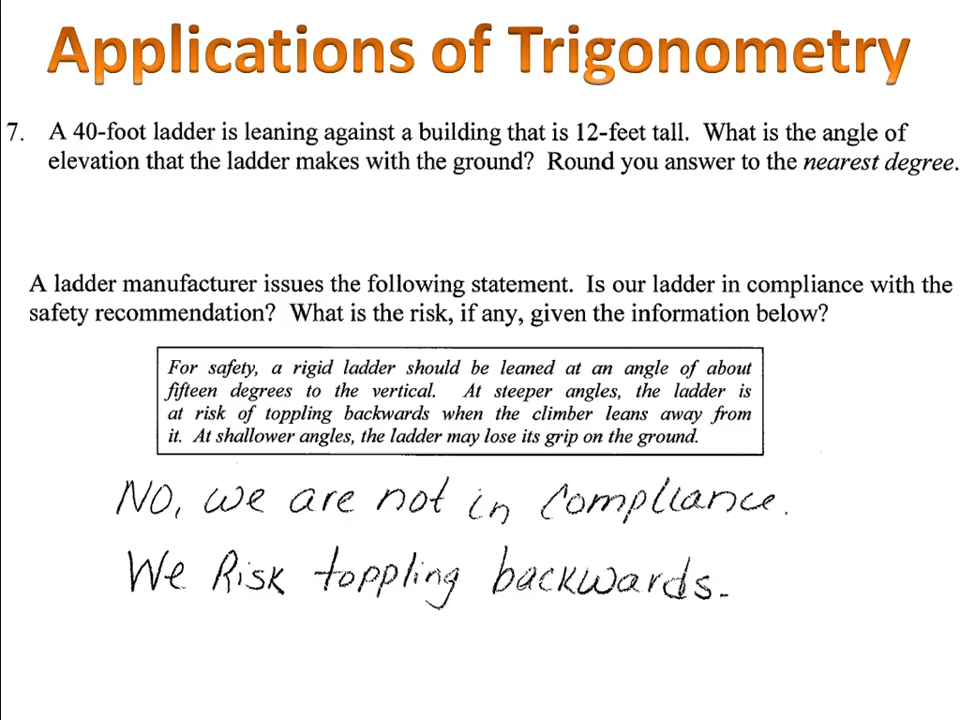 Applications of Trigonometry
7. A 40-foot ladder is leaning against a building that is 12-feet tall. What is the angle of
elevation that the ladder makes with the ground? Round you answer to the nearest degree.
A ladder manufacturer issues the following statement. Is our ladder in compliance with the
safety recommendation? What is the risk, if any, given the information below?
For safety, a rigid ladder should be leaned at an angle of about
fifteen degrees to the vertical. At steeper angles, the ladder is
at risk of toppling backwards when the climber leans away from
it. At shallower angles, the ladder may lose its grip on the ground.
No, we are not in compliance.
We Risk toppling backwards.